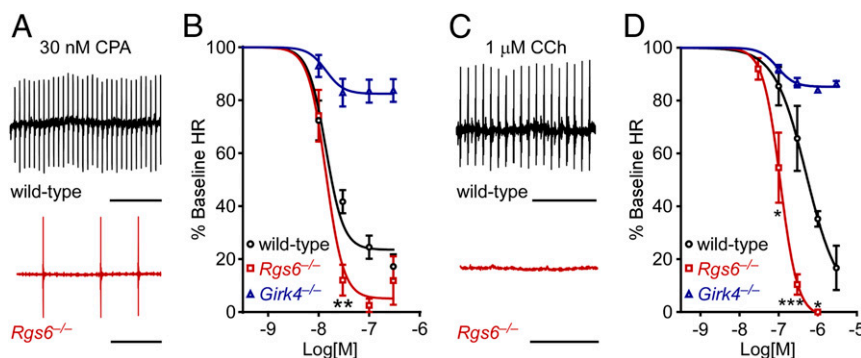 A
30 nM CPA
wild-type
Rgs6–/–
B
% Baseline HR
100
80
60
40
20
0
-9
-8
-7
-6
Log[M]
wild-type
Rgs6–/–
Girk4–/–
**
C
1 µM CCh
wild-type
Rgs6–/–
D
% Baseline HR
100
80
60
40
20
0
-9
-8
-7
-6
-5
Log[M]
wild-type
Rgs6–/–
Girk4–/–
*
***
*